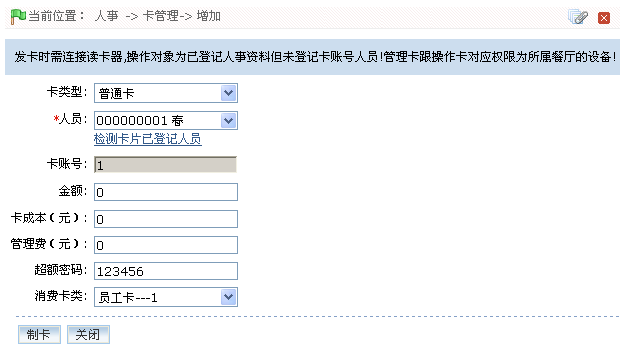 当前位置： 人事 -> 卡管理-> 增加
发卡时需连接读卡器,操作对象为已登记人事资料但未登记卡账号人员!管理卡跟操作卡对应权限为所属餐厅的设备!
卡类型: 普通卡
*人员: 000000001 春
检测卡片已登记人员
卡账号: 1
金额: 0
卡成本（元）: 0
管理费（元）: 0
超额密码: 123456
消费卡类: 员工卡---1
制卡 关闭